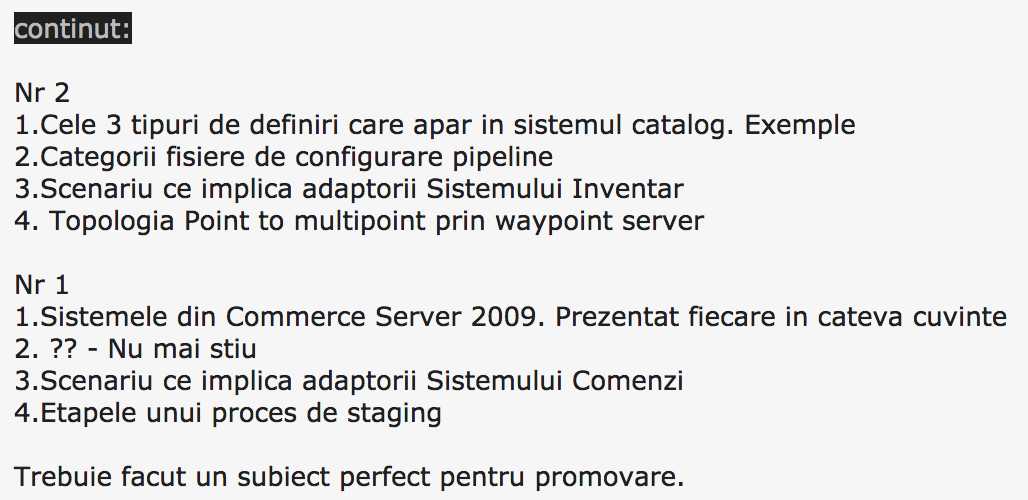 continut:
Nr 2
1.Cele 3 tipuri de definiri care apar in sistemul catalog. Exemple
2.Categorii fisiere de configurare pipeline
3.Scenariu ce implica adaptorii Sistemului Inventar
4. Topologia Point to multipoint prin waypoint server
Nr 1
1.Sistemele din Commerce Server 2009. Prezentat fiecare in cateva cuvinte
2. ?? - Nu mai stiu
3.Scenariu ce implica adaptorii Sistemului Comenzi
4.Etapele unui proces de staging
Trebuie facut un subiect perfect pentru promovare.